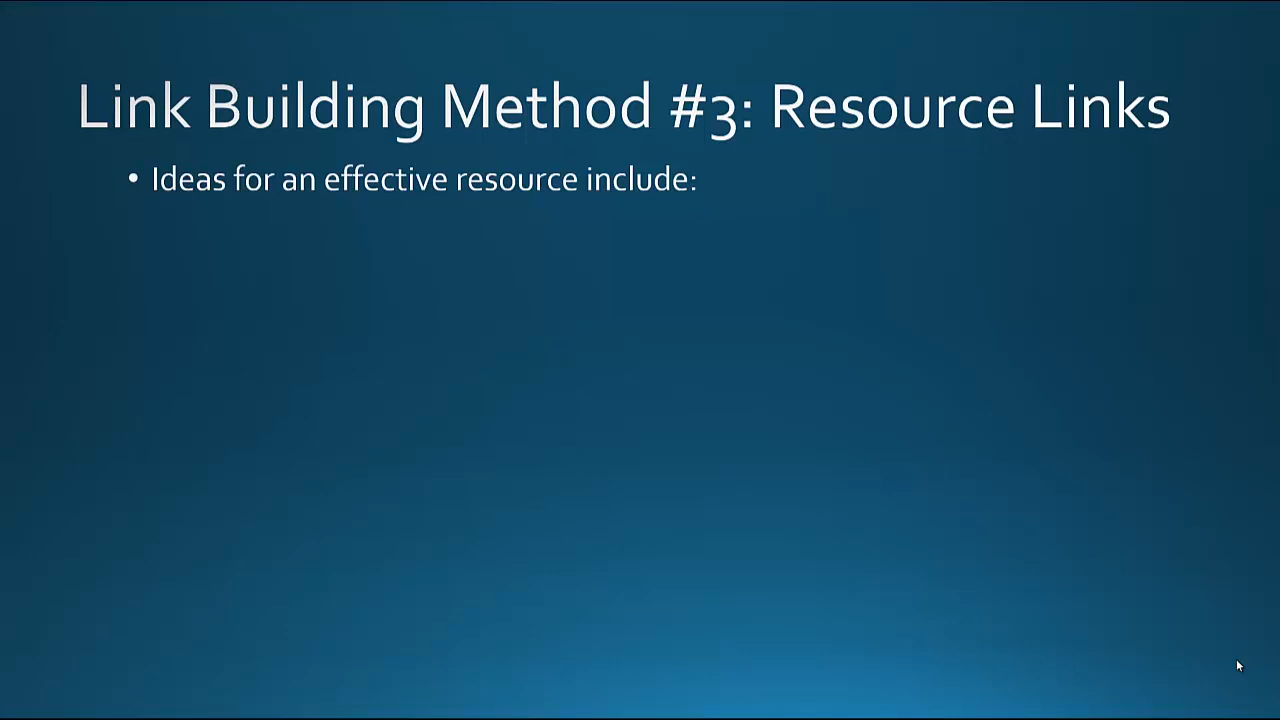 Link Building Method #3: Resource Links
• Ideas for an effective resource include: